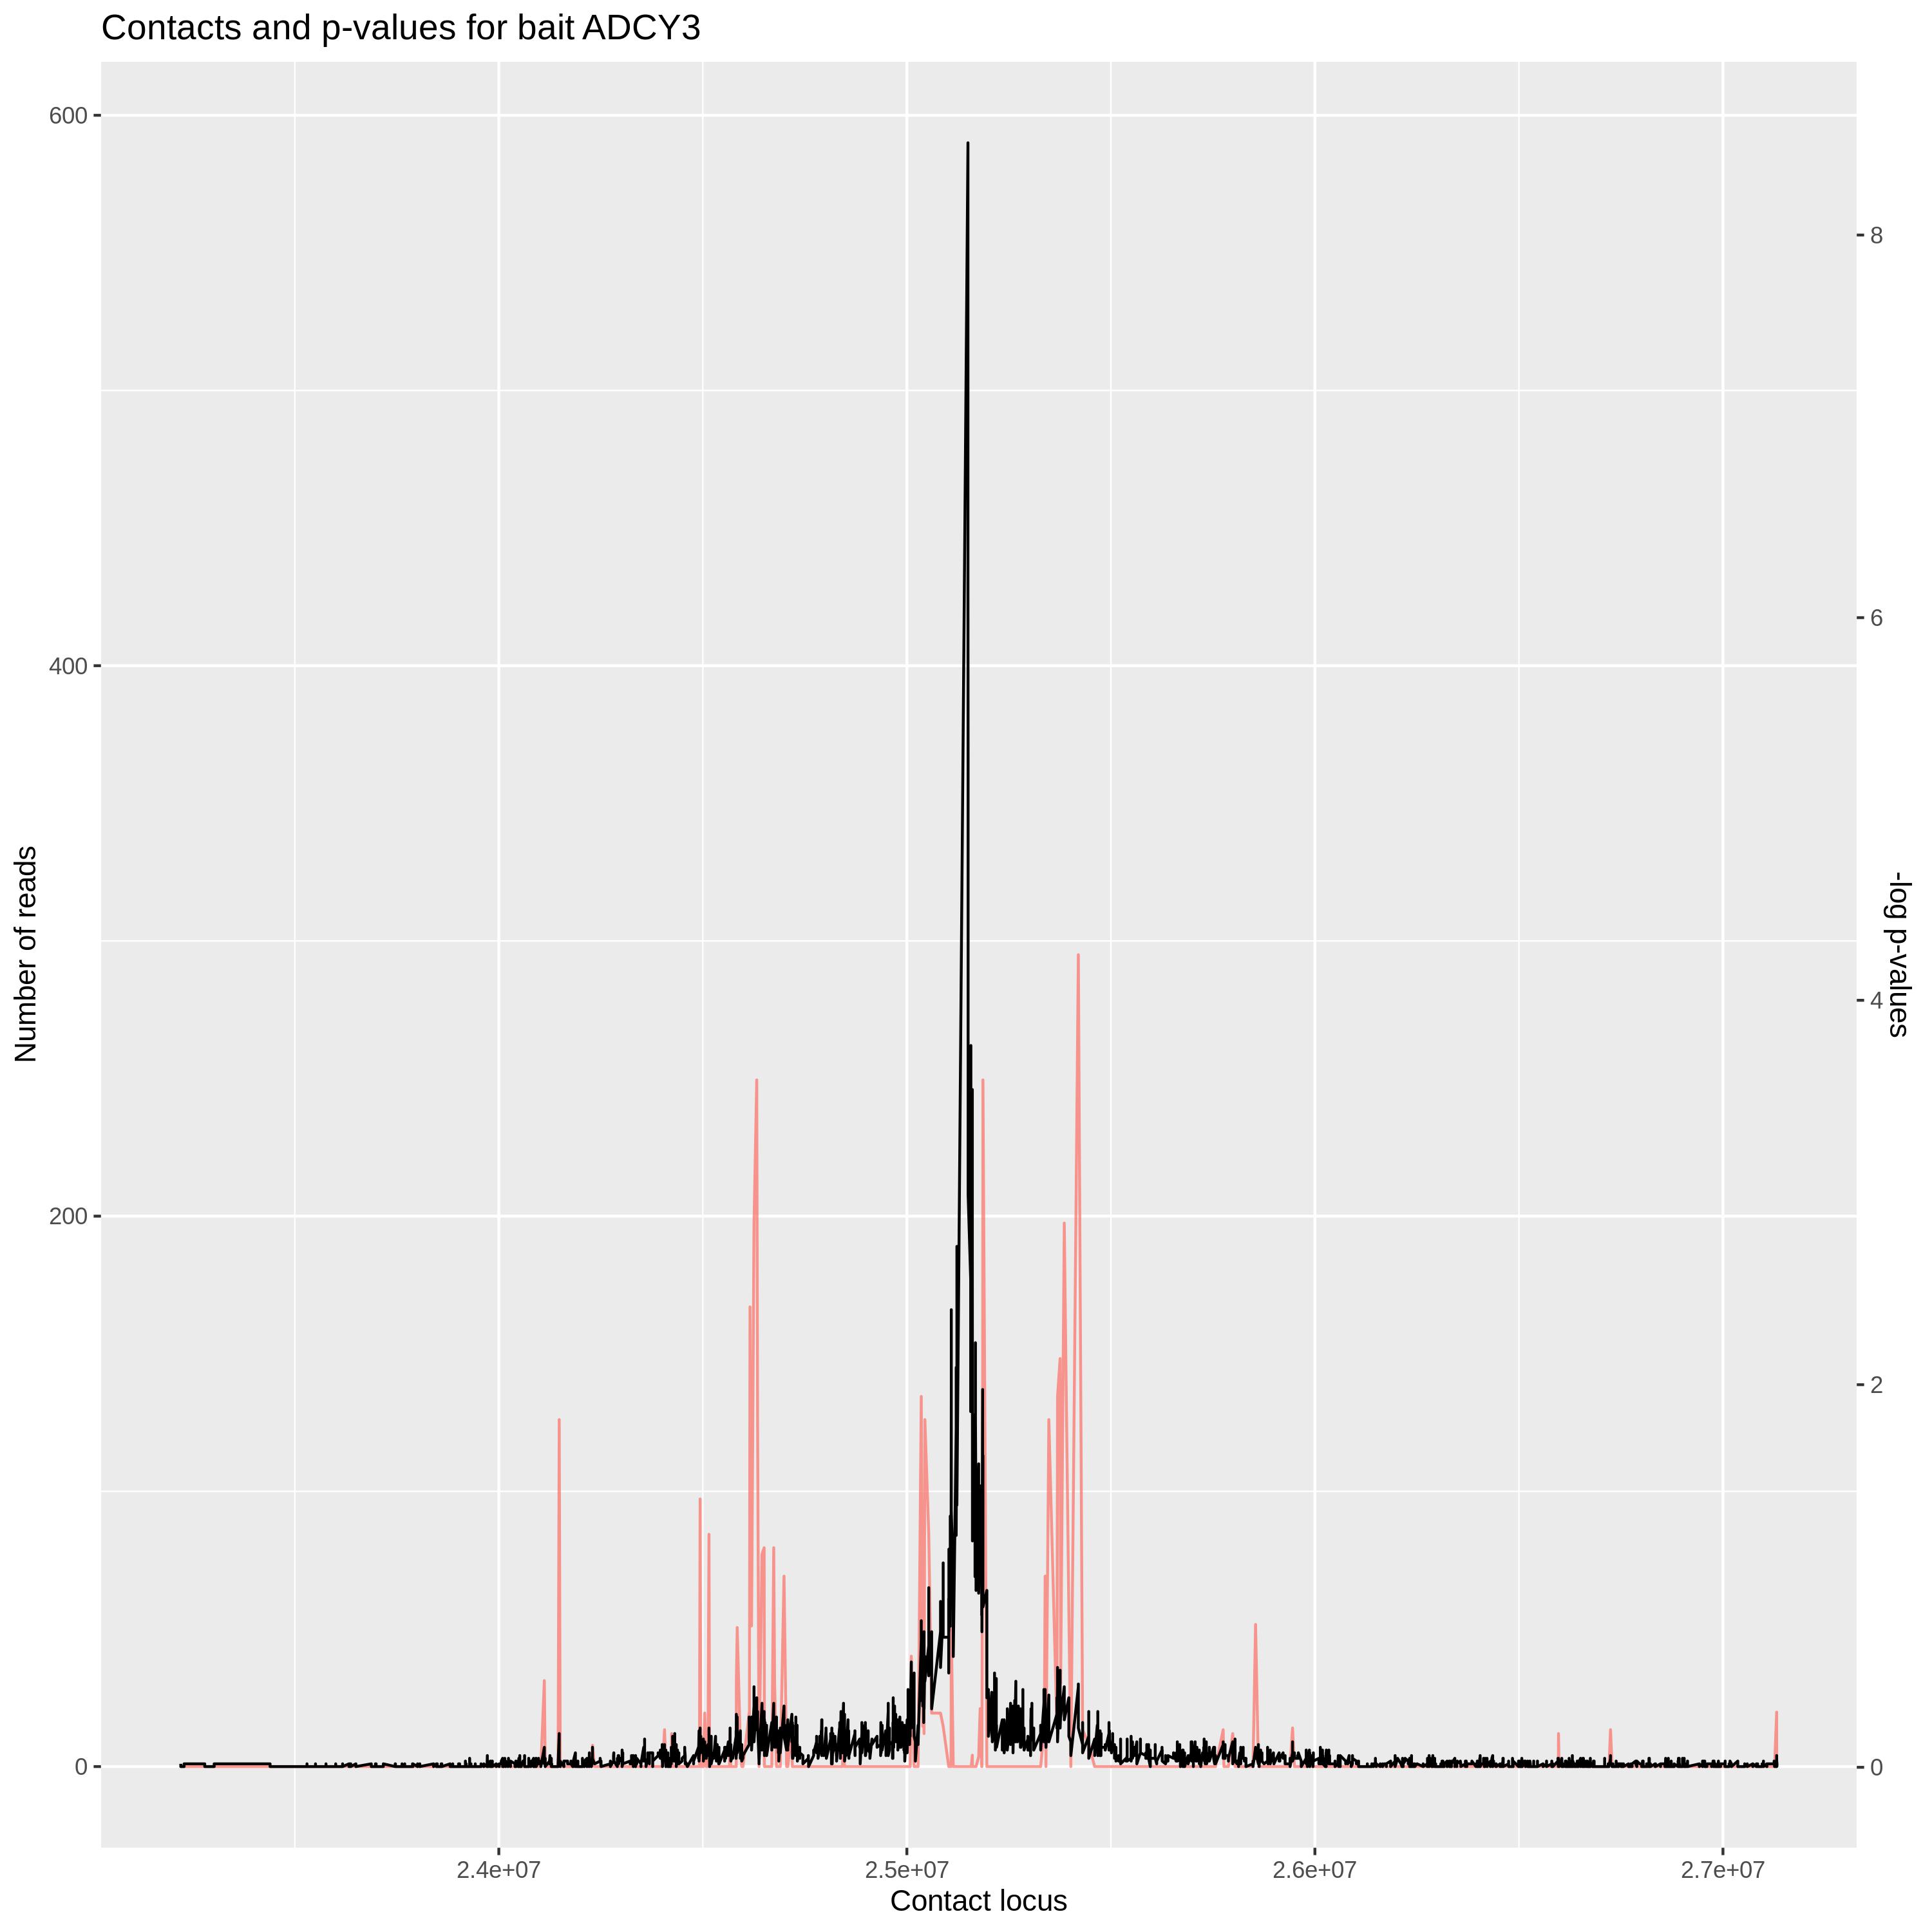 Contacts and p-values for bait ADCY3
600
400
200
0
Number of reads
8
6
4
2
0
-log p-values
2.4e+07
2.5e+07
2.6e+07
2.7e+07
Contact locus